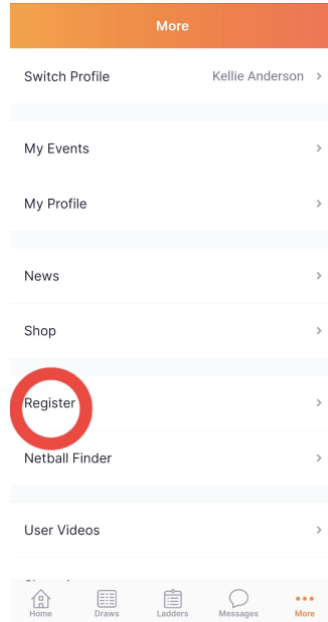 More
Switch Profile Kellie Anderson
My Events
My Profile
News
Shop
Register
Netball Finder
User Videos
Home Draws Ladders Messages More